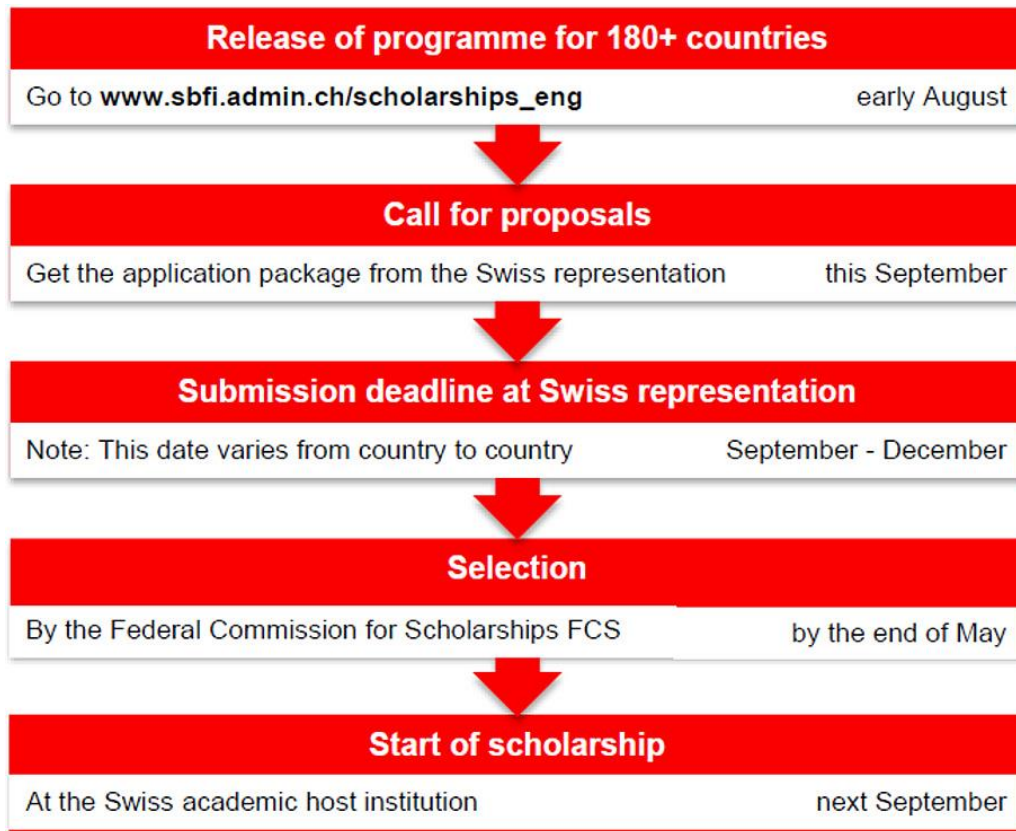 Release of programme for 180+ countries
Go to www.sbfi.admin.ch/scholarships_eng early August
Call for proposals
Get the application package from the Swiss representation this September
Submission deadline at Swiss representation
Note: This date varies from country to country September - December
Selection
By the Federal Commission for Scholarships FCS by the end of May
Start of scholarship
At the Swiss academic host institution next September